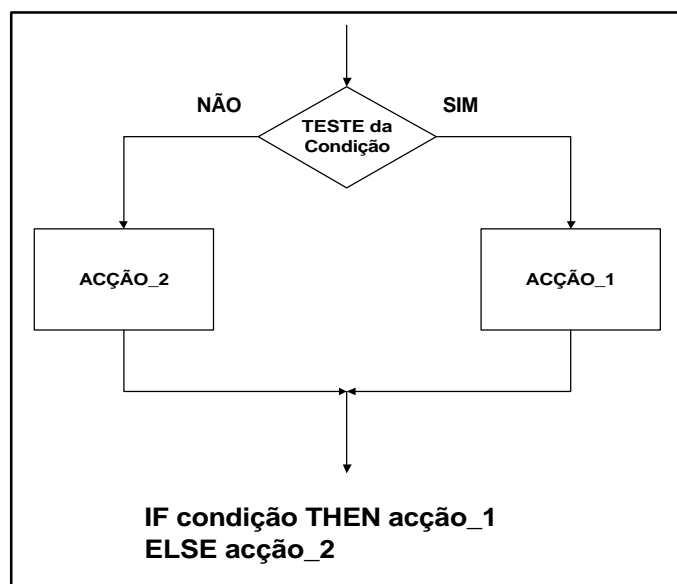 NÃO
SIM
TESTE da
Condição
ACÇÃO_2
ACÇÃO_1
IF condição THEN acção_1
ELSE acção_2